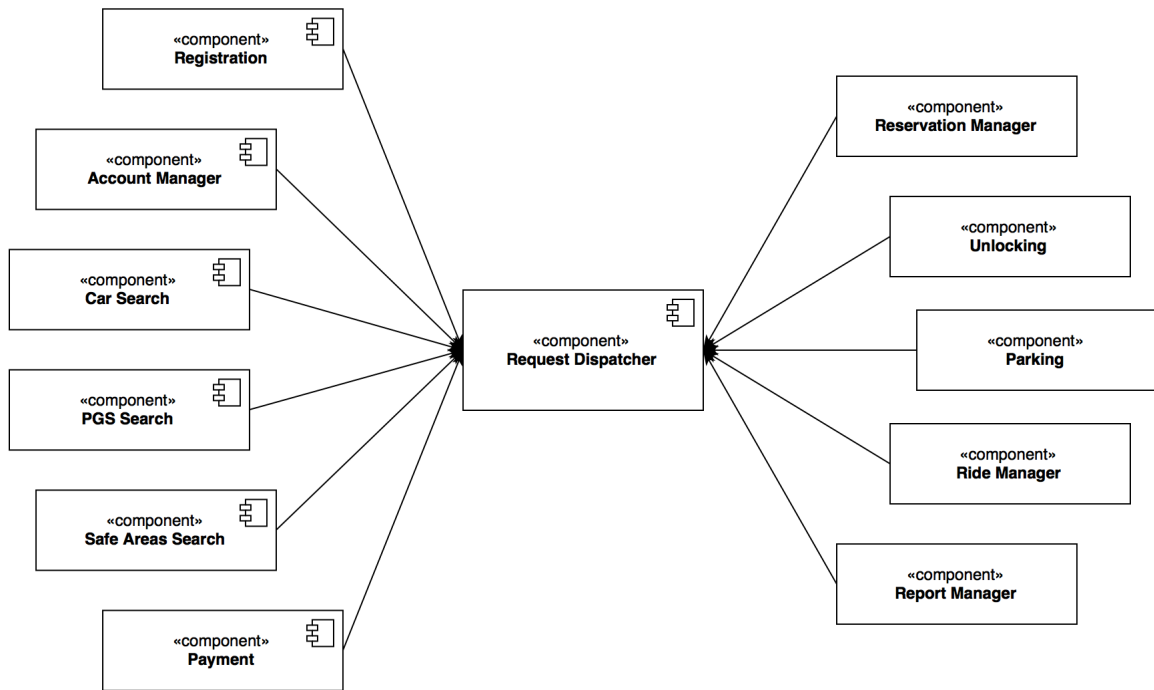 «component»
Registration
«component»
Account Manager
«component»
Car Search
«component»
PGS Search
«component»
Safe Areas Search
«component»
Payment
«component»
Request Dispatcher
«component»
Reservation Manager
«component»
Unlocking
«component»
Parking
«component»
Ride Manager
«component»
Report Manager